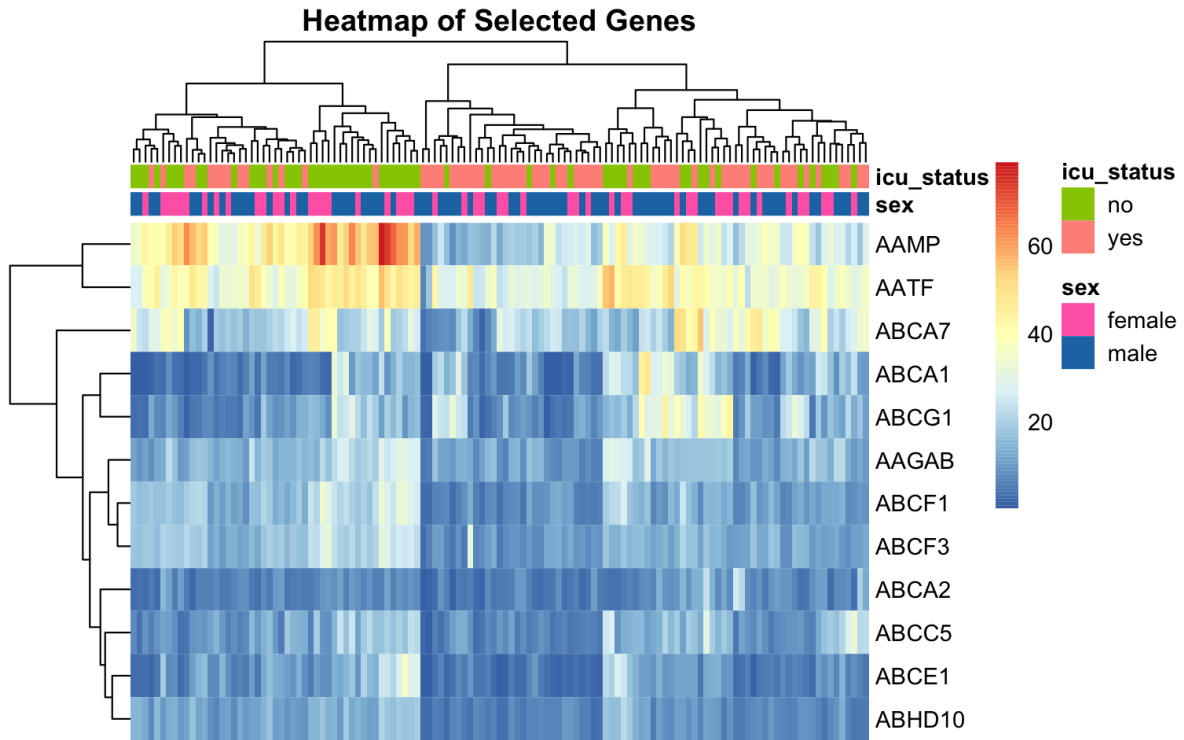 Heatmap of Selected Genes
icu_status
sex
AAMP
AATF
ABCA7
ABCA1
ABCG1
AAGAB
ABCF1
ABCF3
ABCA2
ABCC5
ABCE1
ABHD10
60
40
20
icu_status
no
yes
sex
female
male